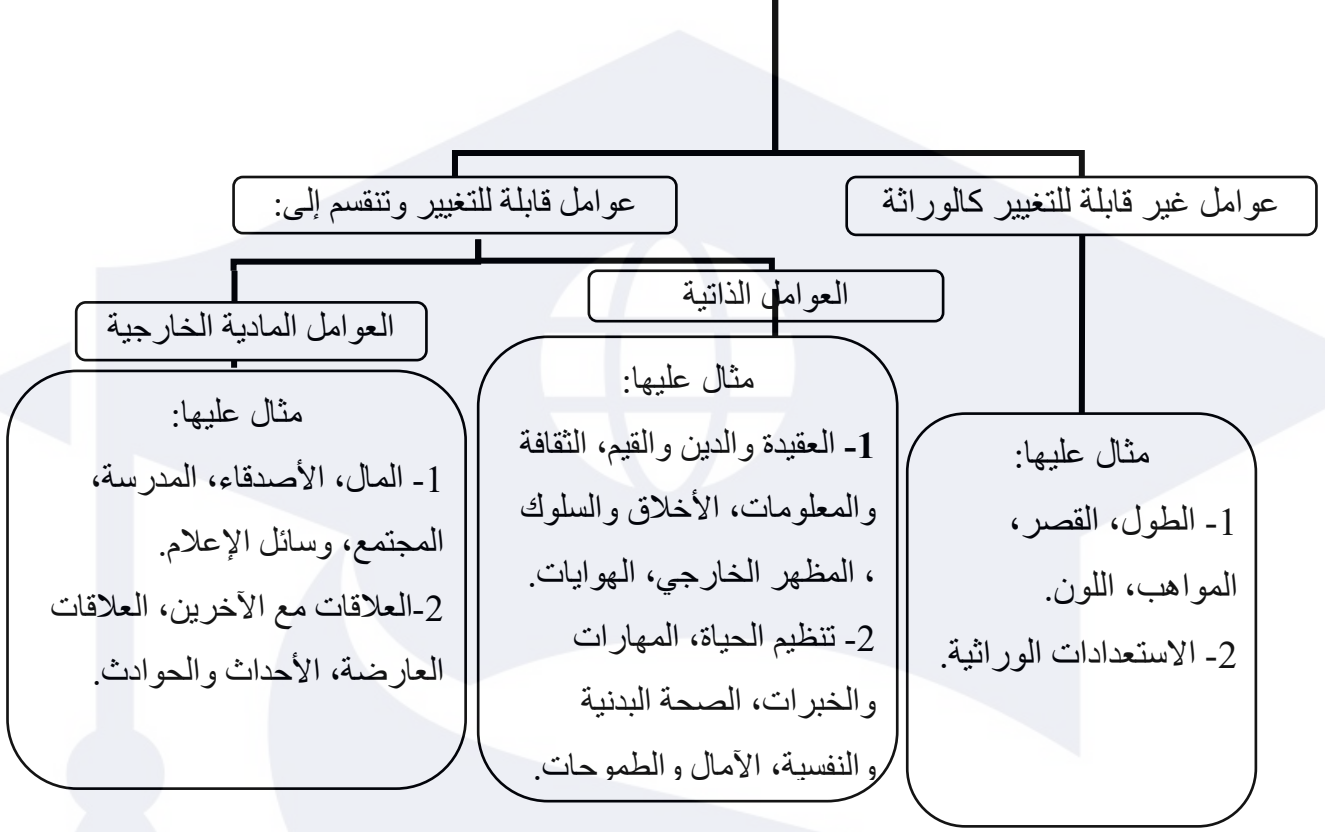 عوامل غير قابلة للتغيير كالوراثة
عوامل قابلة للتغيير وتنقسم إلى:
العوامل الذاتية
العوامل المادية الخارجية
مثال عليها:
1- الطول، القصر،
المواهب، اللون.
2- الاستعدادات الوراثية.
مثال عليها:
1- العقيدة والدين والقيم، الثقافة
والمعلومات، الأخلاق والسلوك
، المظهر الخارجي، الهوايات.
2- تنظيم الحياة، المهارات
والخبرات، الصحة البدنية
والنفسية، الآمال والطموحات.
مثال عليها:
1- المال، الأصدقاء، المدرسة،
المجتمع، وسائل الإعلام.
2-العلاقات مع الآخرين، العلاقات
العارضة، الأحداث والحوادث.